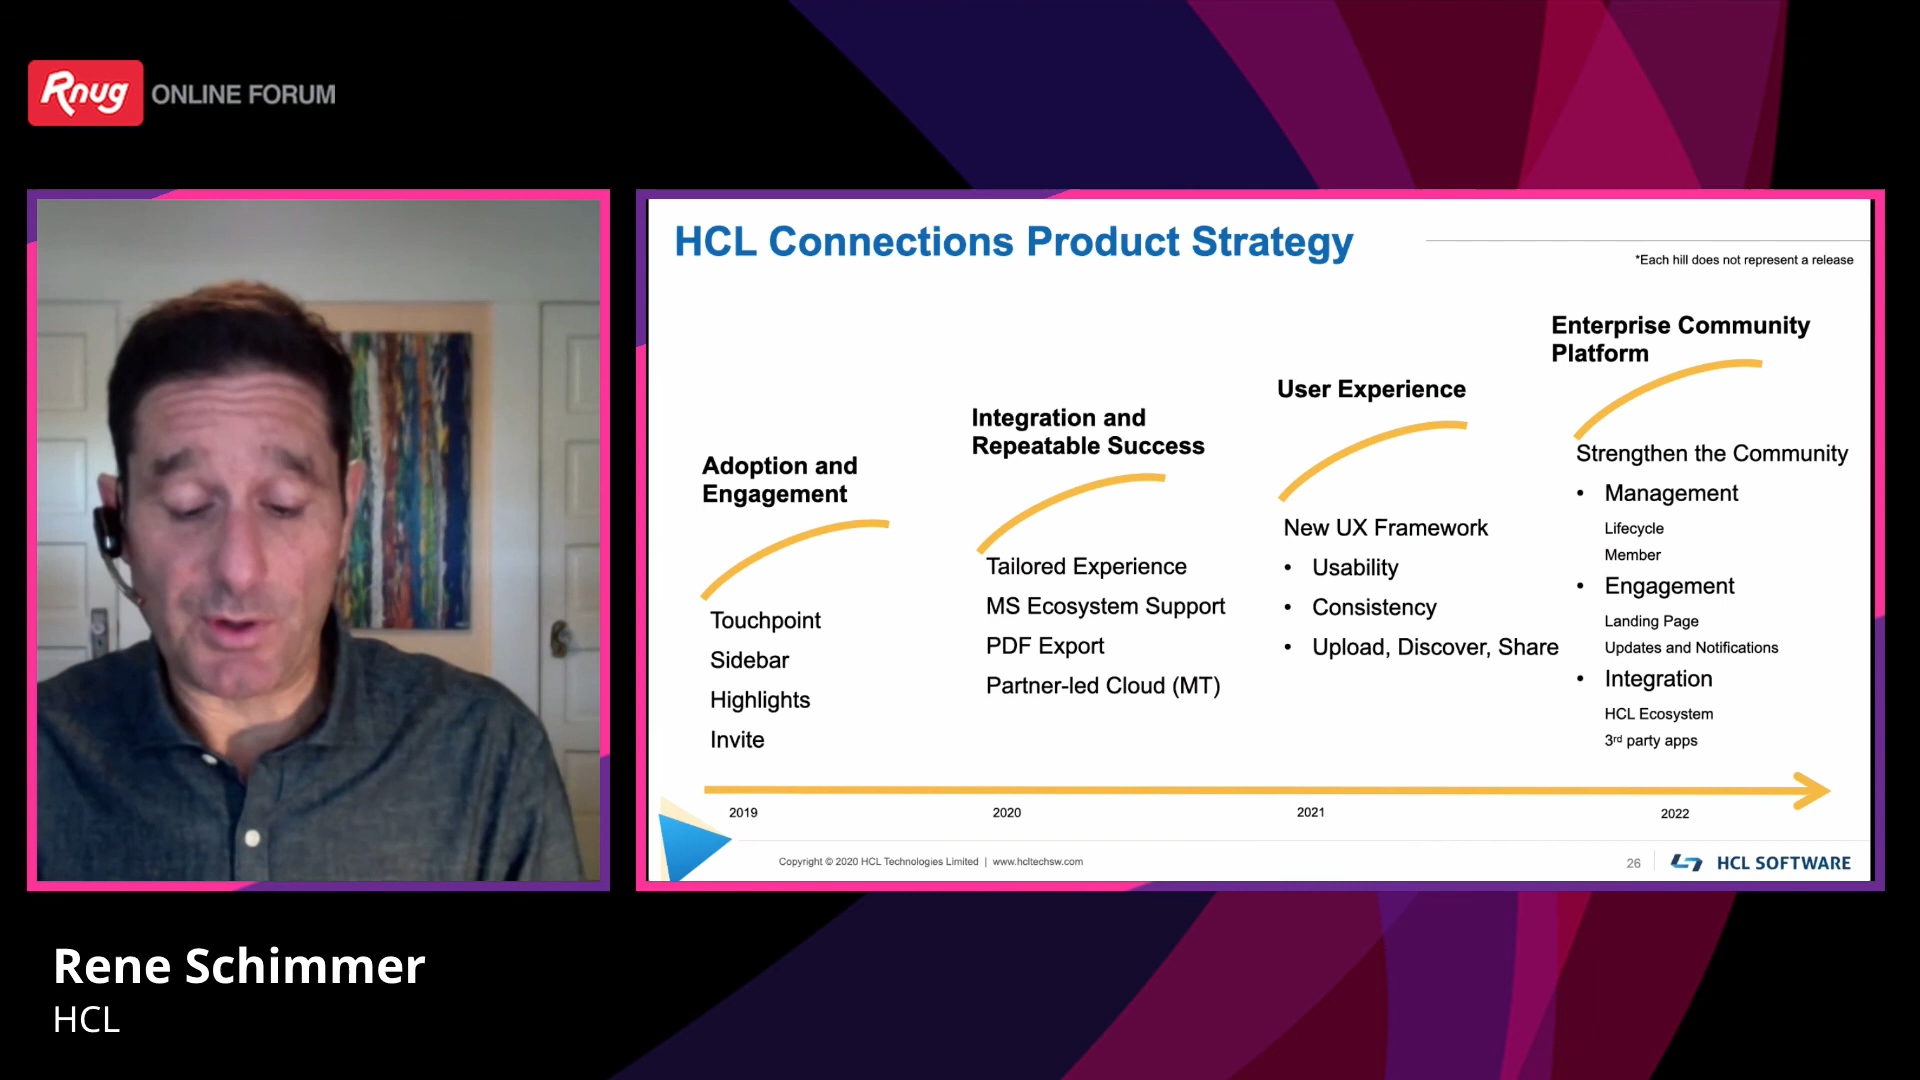 Rnug ONLINE FORUM
HCL Connections Product Strategy
*Each hill does not represent a release
Adoption and
Engagement
Touchpoint
Sidebar
Highlights
Invite
Integration and
Repeatable Success
Tailored Experience
MS Ecosystem Support
PDF Export
Partner-led Cloud (MT)
User Experience
New UX Framework
• Usability
• Consistency
• Upload, Discover, Share
Enterprise Community
Platform
Strengthen the Community
• Management
Lifecycle
Member
• Engagement
Landing Page
Updates and Notifications
• Integration
HCL Ecosystem
3rd party apps
2019 2020 2021 2022
Copyright © 2020 HCL Technologies Limited | www.hcltechsw.com
26 HCL SOFTWARE
Rene Schimmer
HCL